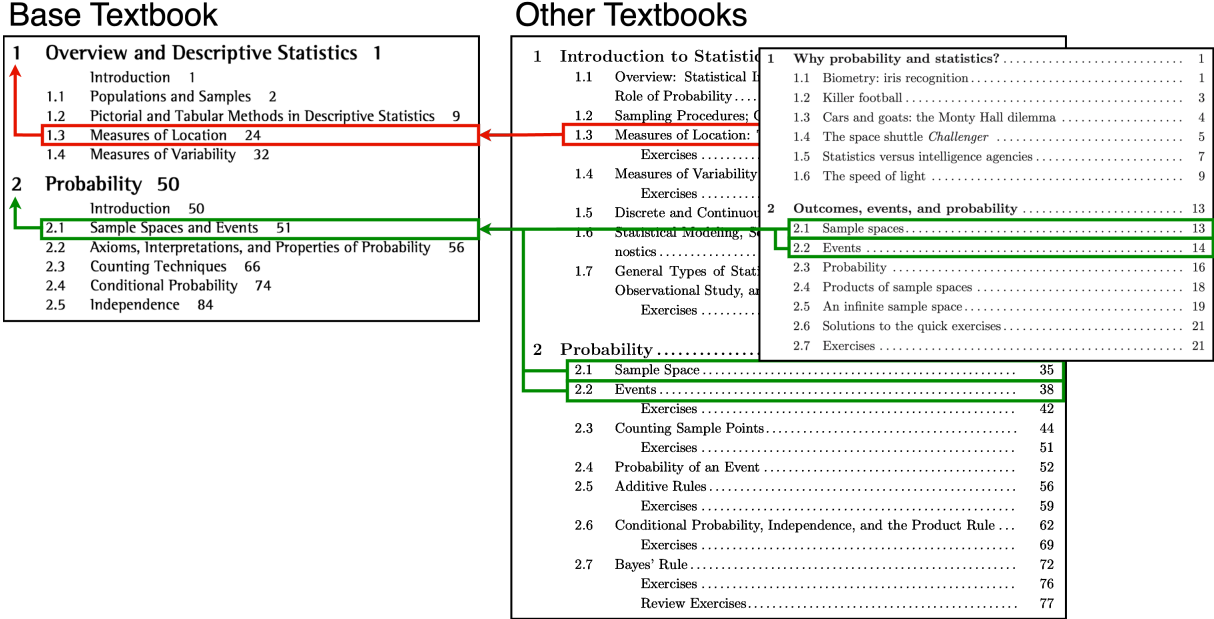 Base Textbook
1 Overview and Descriptive Statistics 1
Introduction 1
1.1 Populations and Samples 2
1.2 Pictorial and Tabular Methods in Descriptive Statistics 9
1.3 Measures of Location 24
1.4 Measures of Variability 32
2 Probability 50
Introduction 50
2.1 Sample Spaces and Events 51
2.2 Axioms, Interpretations, and Properties of Probability 56
2.3 Counting Techniques 66
2.4 Conditional Probability 74
2.5 Independence 84
Other Textbooks
1 Introduction to Statistic
1.1 Overview: Statistical
Role of Probability....
1.2 Sampling Procedures;
1.3 Measures of Location:
Exercises ............
1.4 Measures of Variability
Exercises ............
1.5 Discrete and Continuou
1.6 Statistical Modeling,
nostics ................
1.7 General Types of Stati
Observational Study,
Exercises ............
2 Probability ................
2.1 Sample Space ........................................ 35
2.2 Events ........................................ 38
Exercises ........................................ 42
2.3 Counting Sample Points ........................................ 44
Exercises ........................................ 51
2.4 Probability of an Event ........................................ 52
2.5 Additive Rules ........................................ 56
Exercises ........................................ 59
2.6 Conditional Probability, Independence, and the Product Rule ... 62
Exercises ........................................ 69
2.7 Bayes' Rule ........................................ 72
Exercises ........................................ 76
Review Exercises ........................................ 77
1 Why probability and statistics? ........................................ 1
1.1 Biometry: iris recognition ........................................ 1
1.2 Killer football ........................................ 3
1.3 Cars and goats: the Monty Hall dilemma .................... 4
1.4 The space shuttle Challenger ........................................ 5
1.5 Statistics versus intelligence agencies ........................ 7
1.6 The speed of light ........................................ 9
2 Outcomes, events, and probability ........................ 13
2.1 Sample spaces ........................................ 13
2.2 Events ........................................ 14
2.3 Probability ........................................ 16
2.4 Products of sample spaces ........................................ 18
2.5 An infinite sample space ........................................ 19
2.6 Solutions to the quick exercises ........................................ 21
2.7 Exercises ........................................ 21